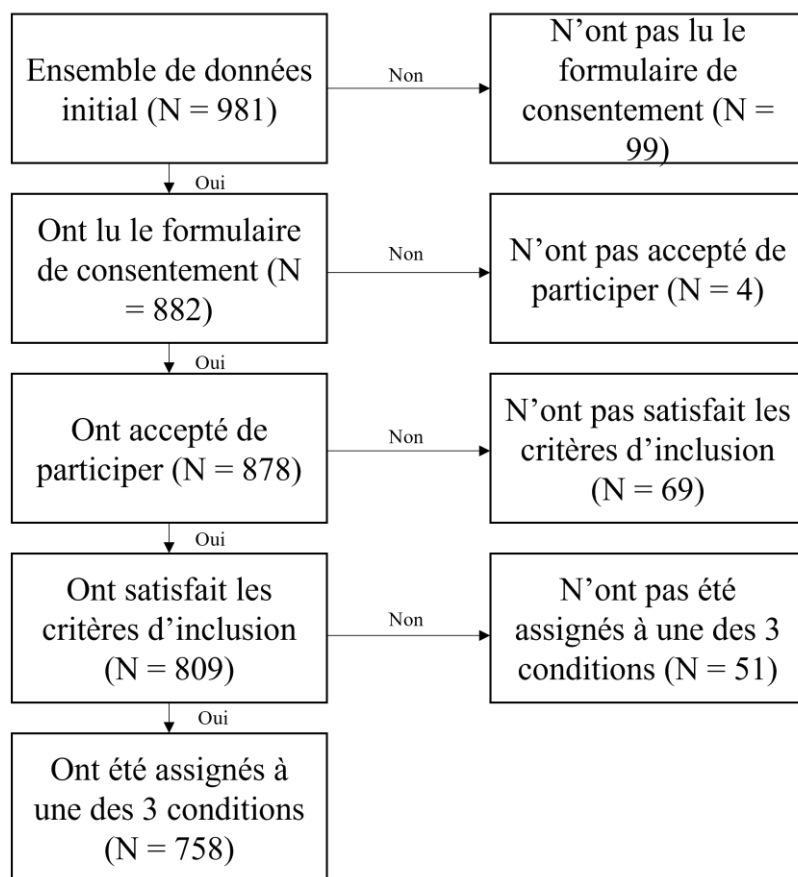 Ensemble de données
initial (N = 981)
Non
N’ont pas lu le
formulaire de
consentement (N =
99)
Oui
Ont lu le formulaire
de consentement (N
= 882)
Non
N’ont pas accepté de
participer (N = 4)
Oui
Ont accepté de
participer (N = 878)
Non
N’ont pas satisfait les
critères d’inclusion
(N = 69)
Oui
Ont satisfait les
critères d’inclusion
(N = 809)
Non
N’ont pas été
assignés à une des 3
conditions (N = 51)
Oui
Ont été assignés à
une des 3 conditions
(N = 758)